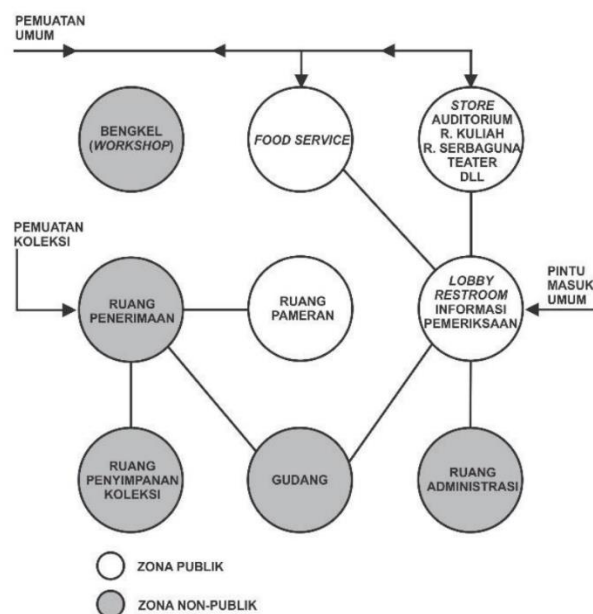 PEMUATAN
UMUM
BENGKEL
(WORKSHOP)
FOOD SERVICE
STORE
AUDITORIUM
R. KULIAH
R. SERBAGUNA
TEATER
DLL
PEMUATAN
KOLEKSI
RUANG
PENERIMAAN
RUANG
PAMERAN
LOBBY
RESTROOM
INFORMASI
PEMERIKSAAN
PINTU
MASUK
UMUM
RUANG
PENYIMPANAN
KOLEKSI
GUDANG
RUANG
ADMINISTRASI
ZONA PUBLIK
ZONA NON-PUBLIK